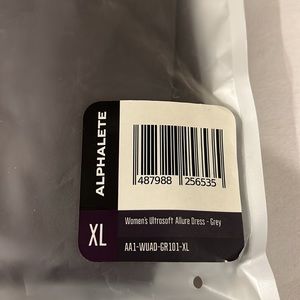 ALPHALETE
XL
487988 256535
Women's Ultrasoft Allure Dress - Grey
AA1-WUAD-GR101-XL